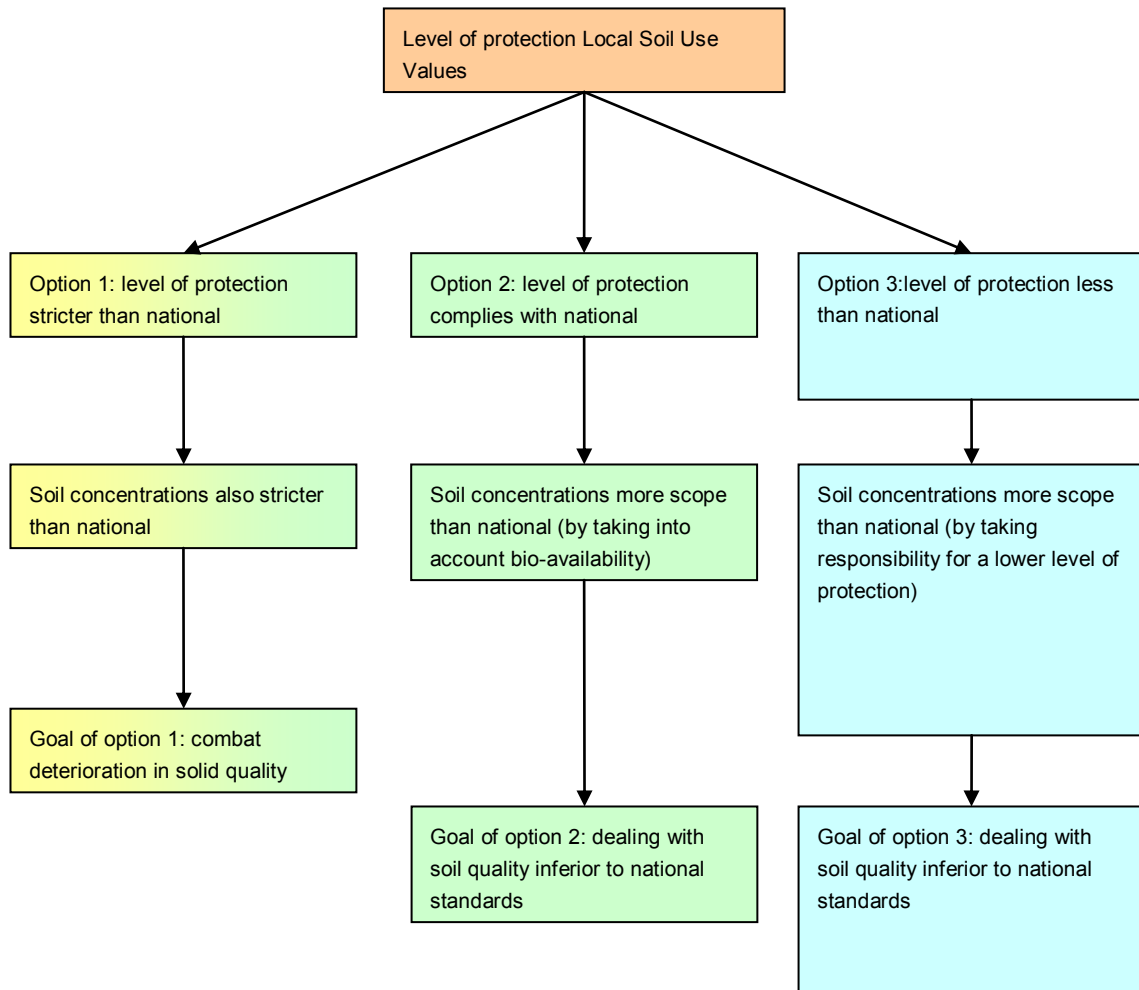 Level of protection Local Soil Use
Values
Option 1: level of protection
stricter than national
Option 2: level of protection
complies with national
Option 3:level of protection less
than national
Soil concentrations also stricter
than national
Soil concentrations more scope
than national (by taking into
account bio-availability)
Soil concentrations more scope
than national (by taking
responsibility for a lower level of
protection)
Goal of option 1: combat
deterioration in solid quality
Goal of option 2: dealing with
soil quality inferior to national
standards
Goal of option 3: dealing with
soil quality inferior to national
standards